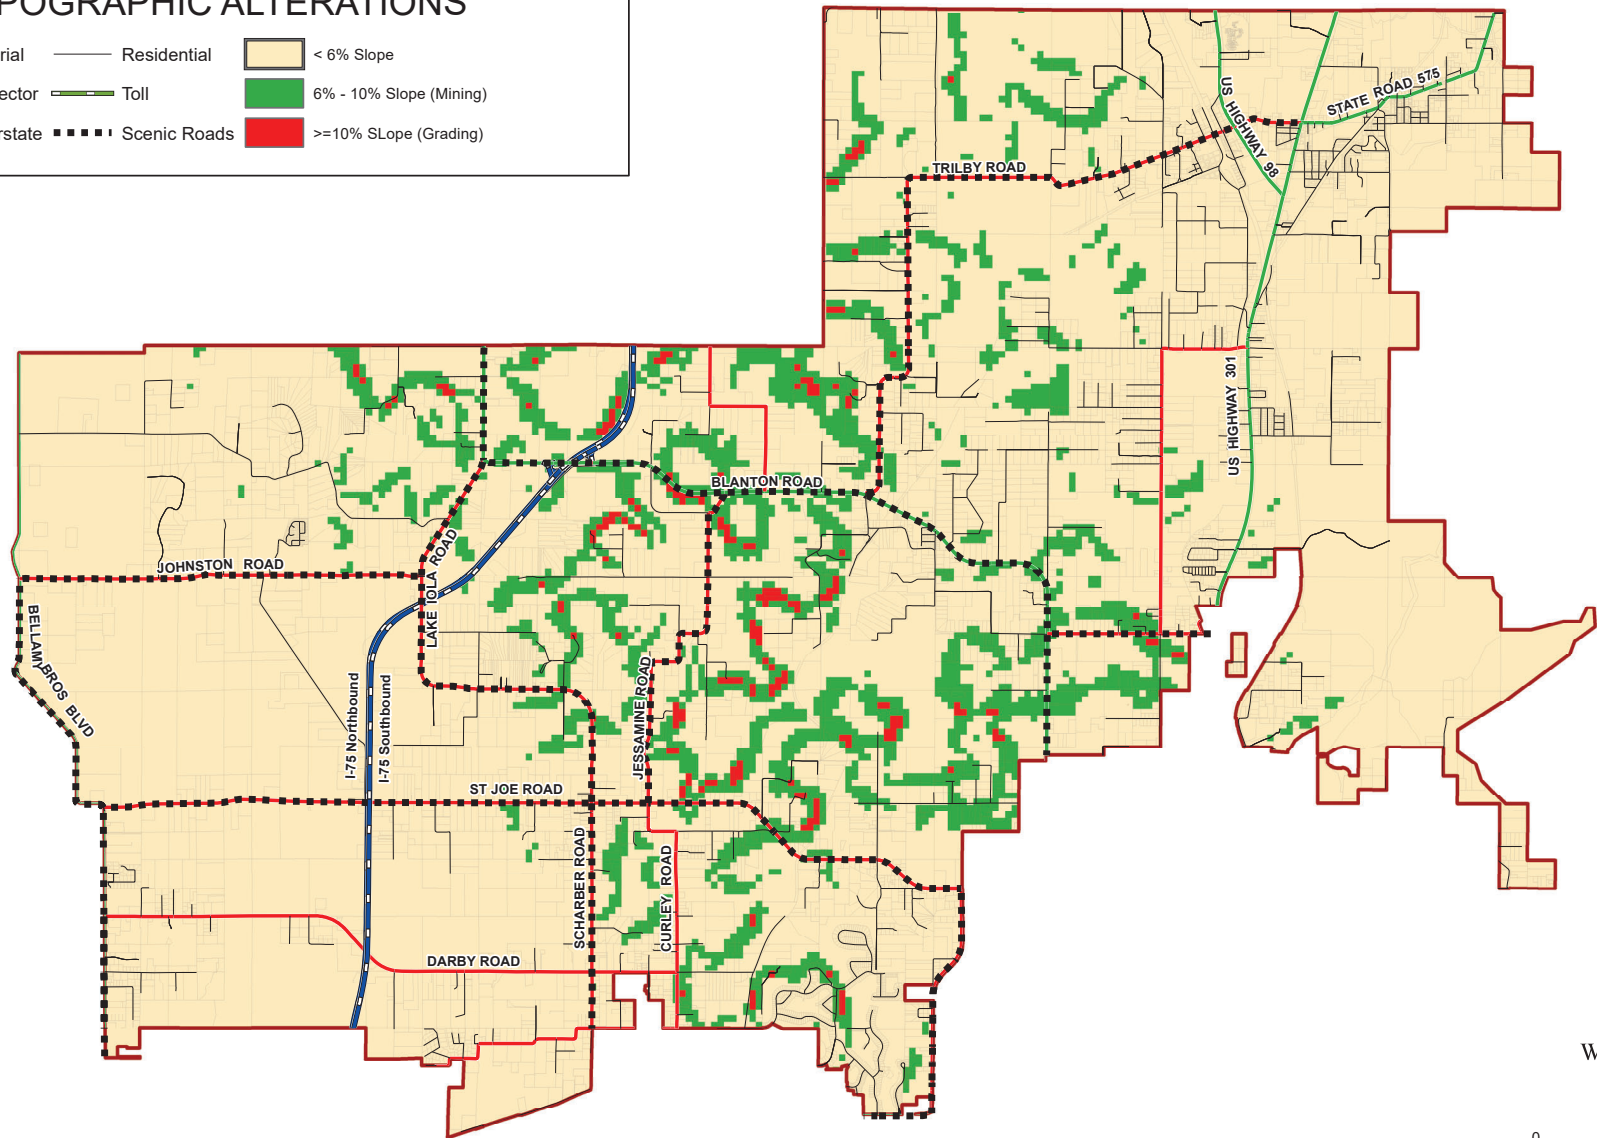 POGRAPHIC ALTERATIONS
rial
Residential
< 6% Slope
ector
Toll
6% - 10% Slope (Mining)
rstate
Scenic Roads
>=10% SLope (Grading)
STATE ROAD 575
US HIGHWAY 98
TRILBY ROAD
US HIGHWAY 301
BLANTON ROAD
LAKE IOLA ROAD
JOHNSTON ROAD
BELLAMY BROS BLVD
I-75 Northbound
I-75 Southbound
JESSAMINE ROAD
ST JOE ROAD
SCHARBER ROAD
CURLEY ROAD
DARBY ROAD
W
0